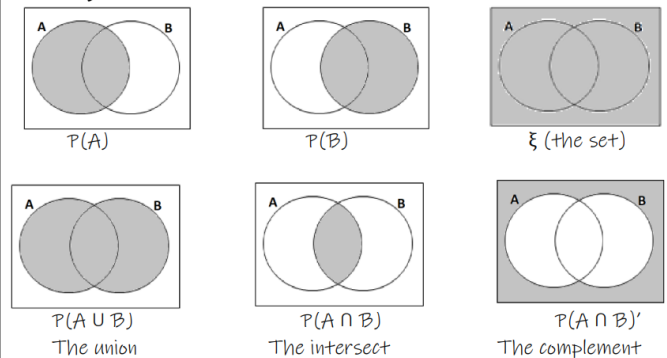 A B
A B
A B
P(A)
P(B)
ξ (the set)
A B
A B
A B
P(A ∪ B)
P(A ∩ B)
P(A ∩ B)’
The union
The intersect
The complement